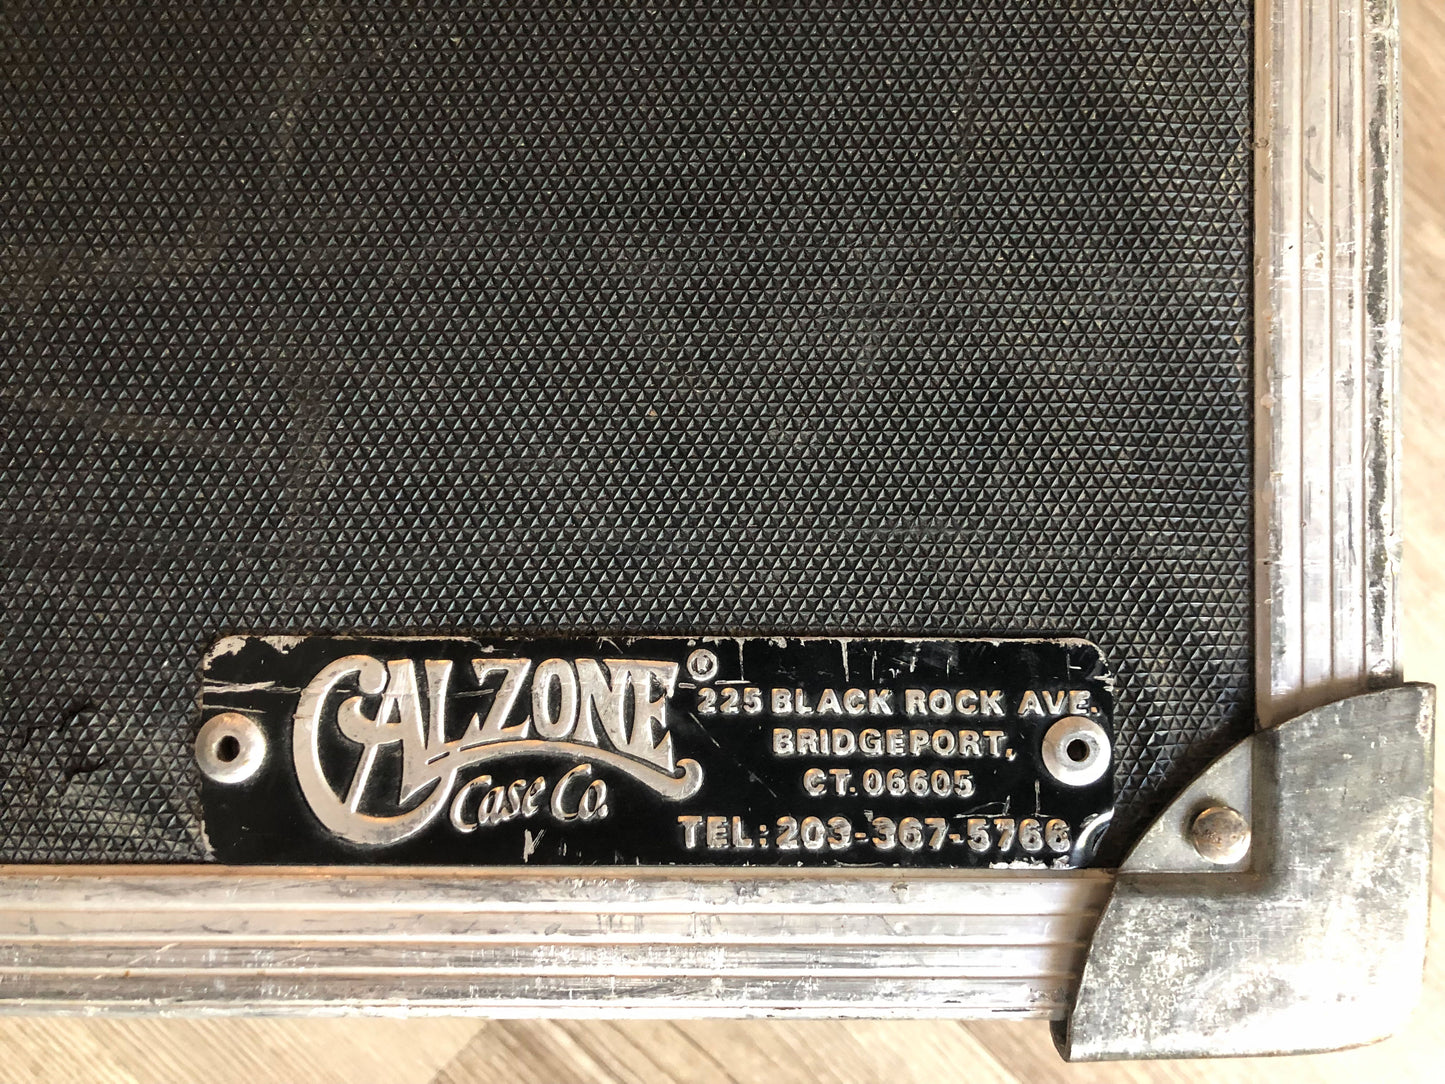 CALZONE®
Case Co.
225 BLACK ROCK AVE.
BRIDGEPORT,
CT. 06605
TEL: 203-367-5766